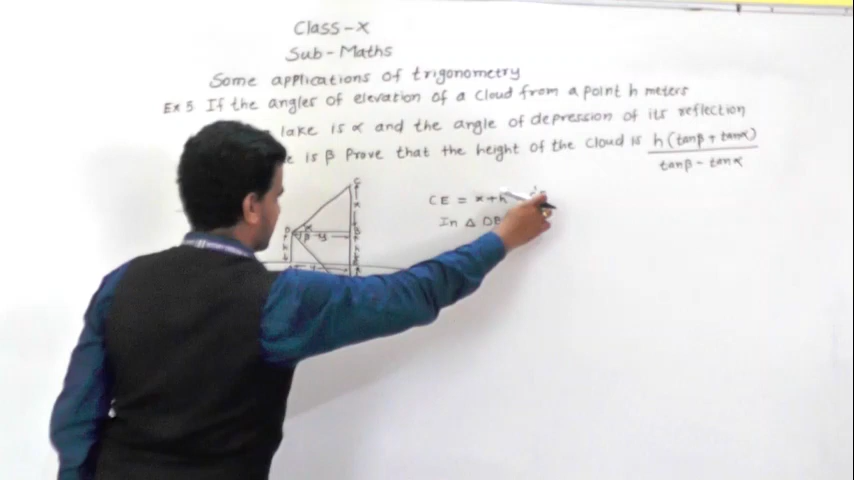 Class-X
Sub-Maths
Some applications of trigonometry
Ex 5 If the angles of elevation of a cloud from a point h meters
lake is α and the angle of depression of its reflection
is β Prove that the height of the cloud is h(tanβ + tanα)
tanβ - tanα
CE = x+h
In △ DB
C
x
D α B
β y
h h
y E